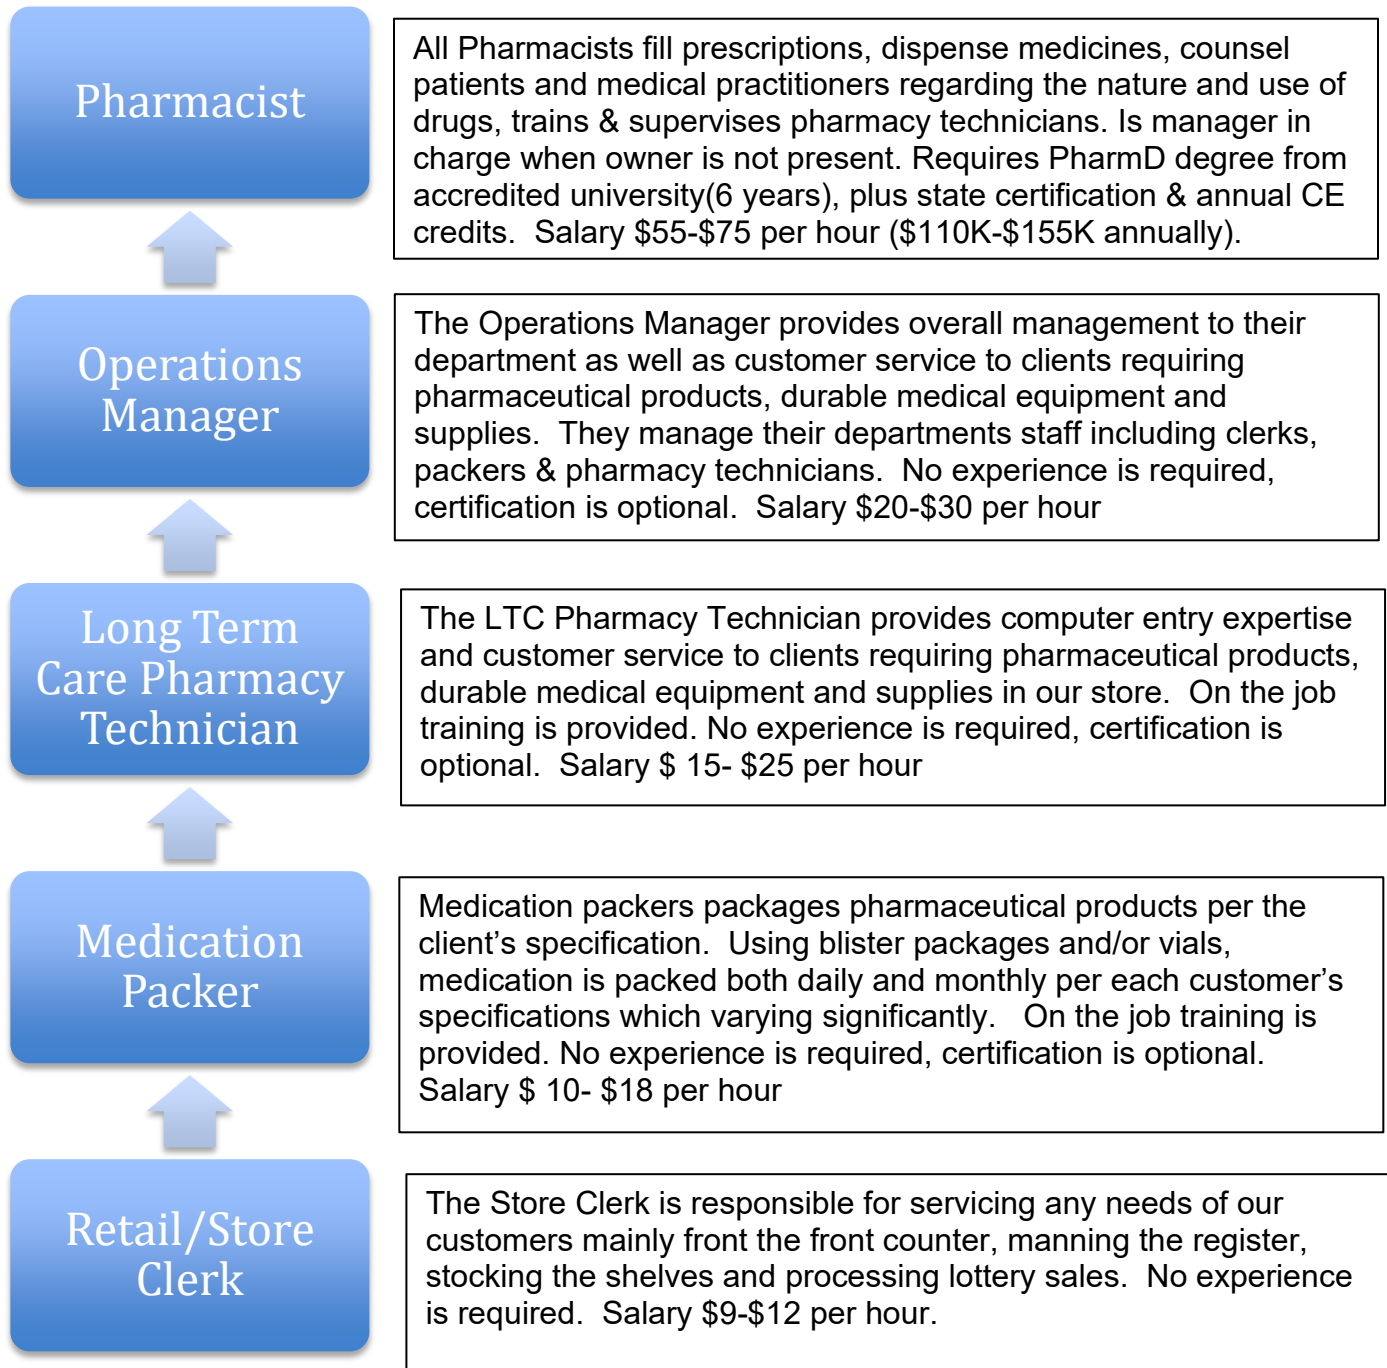 Pharmacist
All Pharmacists fill prescriptions, dispense medicines, counsel
patients and medical practitioners regarding the nature and use of
drugs, trains & supervises pharmacy technicians. Is manager in
charge when owner is not present. Requires PharmD degree from
accredited university(6 years), plus state certification & annual CE
credits.  Salary $55-$75 per hour ($110K-$155K annually).
Operations
Manager
The Operations Manager provides overall management to their
department as well as customer service to clients requiring
pharmaceutical products, durable medical equipment and
supplies.  They manage their departments staff including clerks,
packers & pharmacy technicians.  No experience is required,
certification is optional.  Salary $20-$30 per hour
Long Term
Care Pharmacy
Technician
The LTC Pharmacy Technician provides computer entry expertise
and customer service to clients requiring pharmaceutical products,
durable medical equipment and supplies in our store.  On the job
training is provided. No experience is required, certification is
optional.  Salary $ 15- $25 per hour
Medication
Packer
Medication packers packages pharmaceutical products per the
client’s specification.  Using blister packages and/or vials,
medication is packed both daily and monthly per each customer’s
specifications which varying significantly.   On the job training is
provided. No experience is required, certification is optional.
Salary $ 10- $18 per hour
Retail/Store
Clerk
The Store Clerk is responsible for servicing any needs of our
customers mainly front the front counter, manning the register,
stocking the shelves and processing lottery sales.  No experience
is required.  Salary $9-$12 per hour.